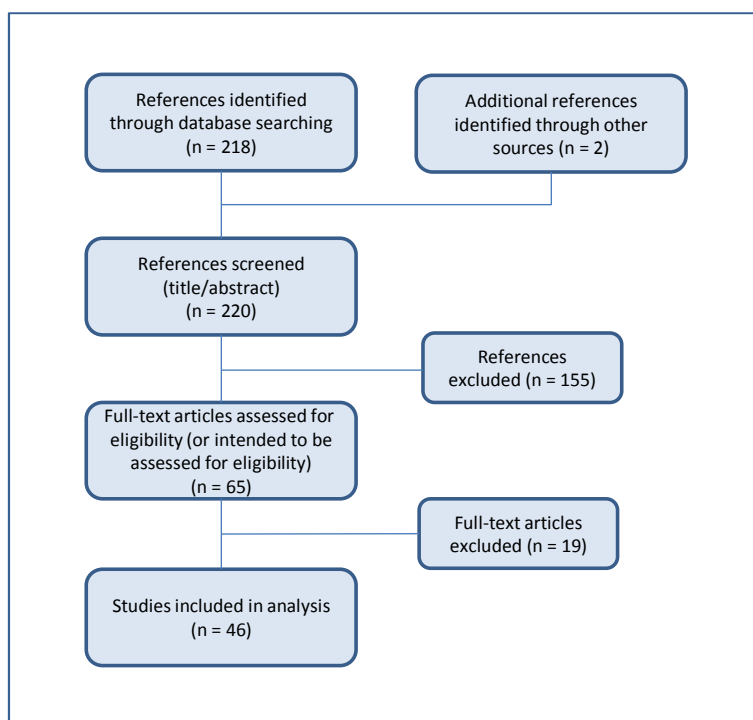 References identified
through database searching
(n = 218)
Additional references
identified through other
sources (n = 2)
References screened
(title/abstract)
(n = 220)
References
excluded (n = 155)
Full-text articles assessed for
eligibility (or intended to be
assessed for eligibility)
(n = 65)
Full-text articles
excluded (n = 19)
Studies included in analysis
(n = 46)